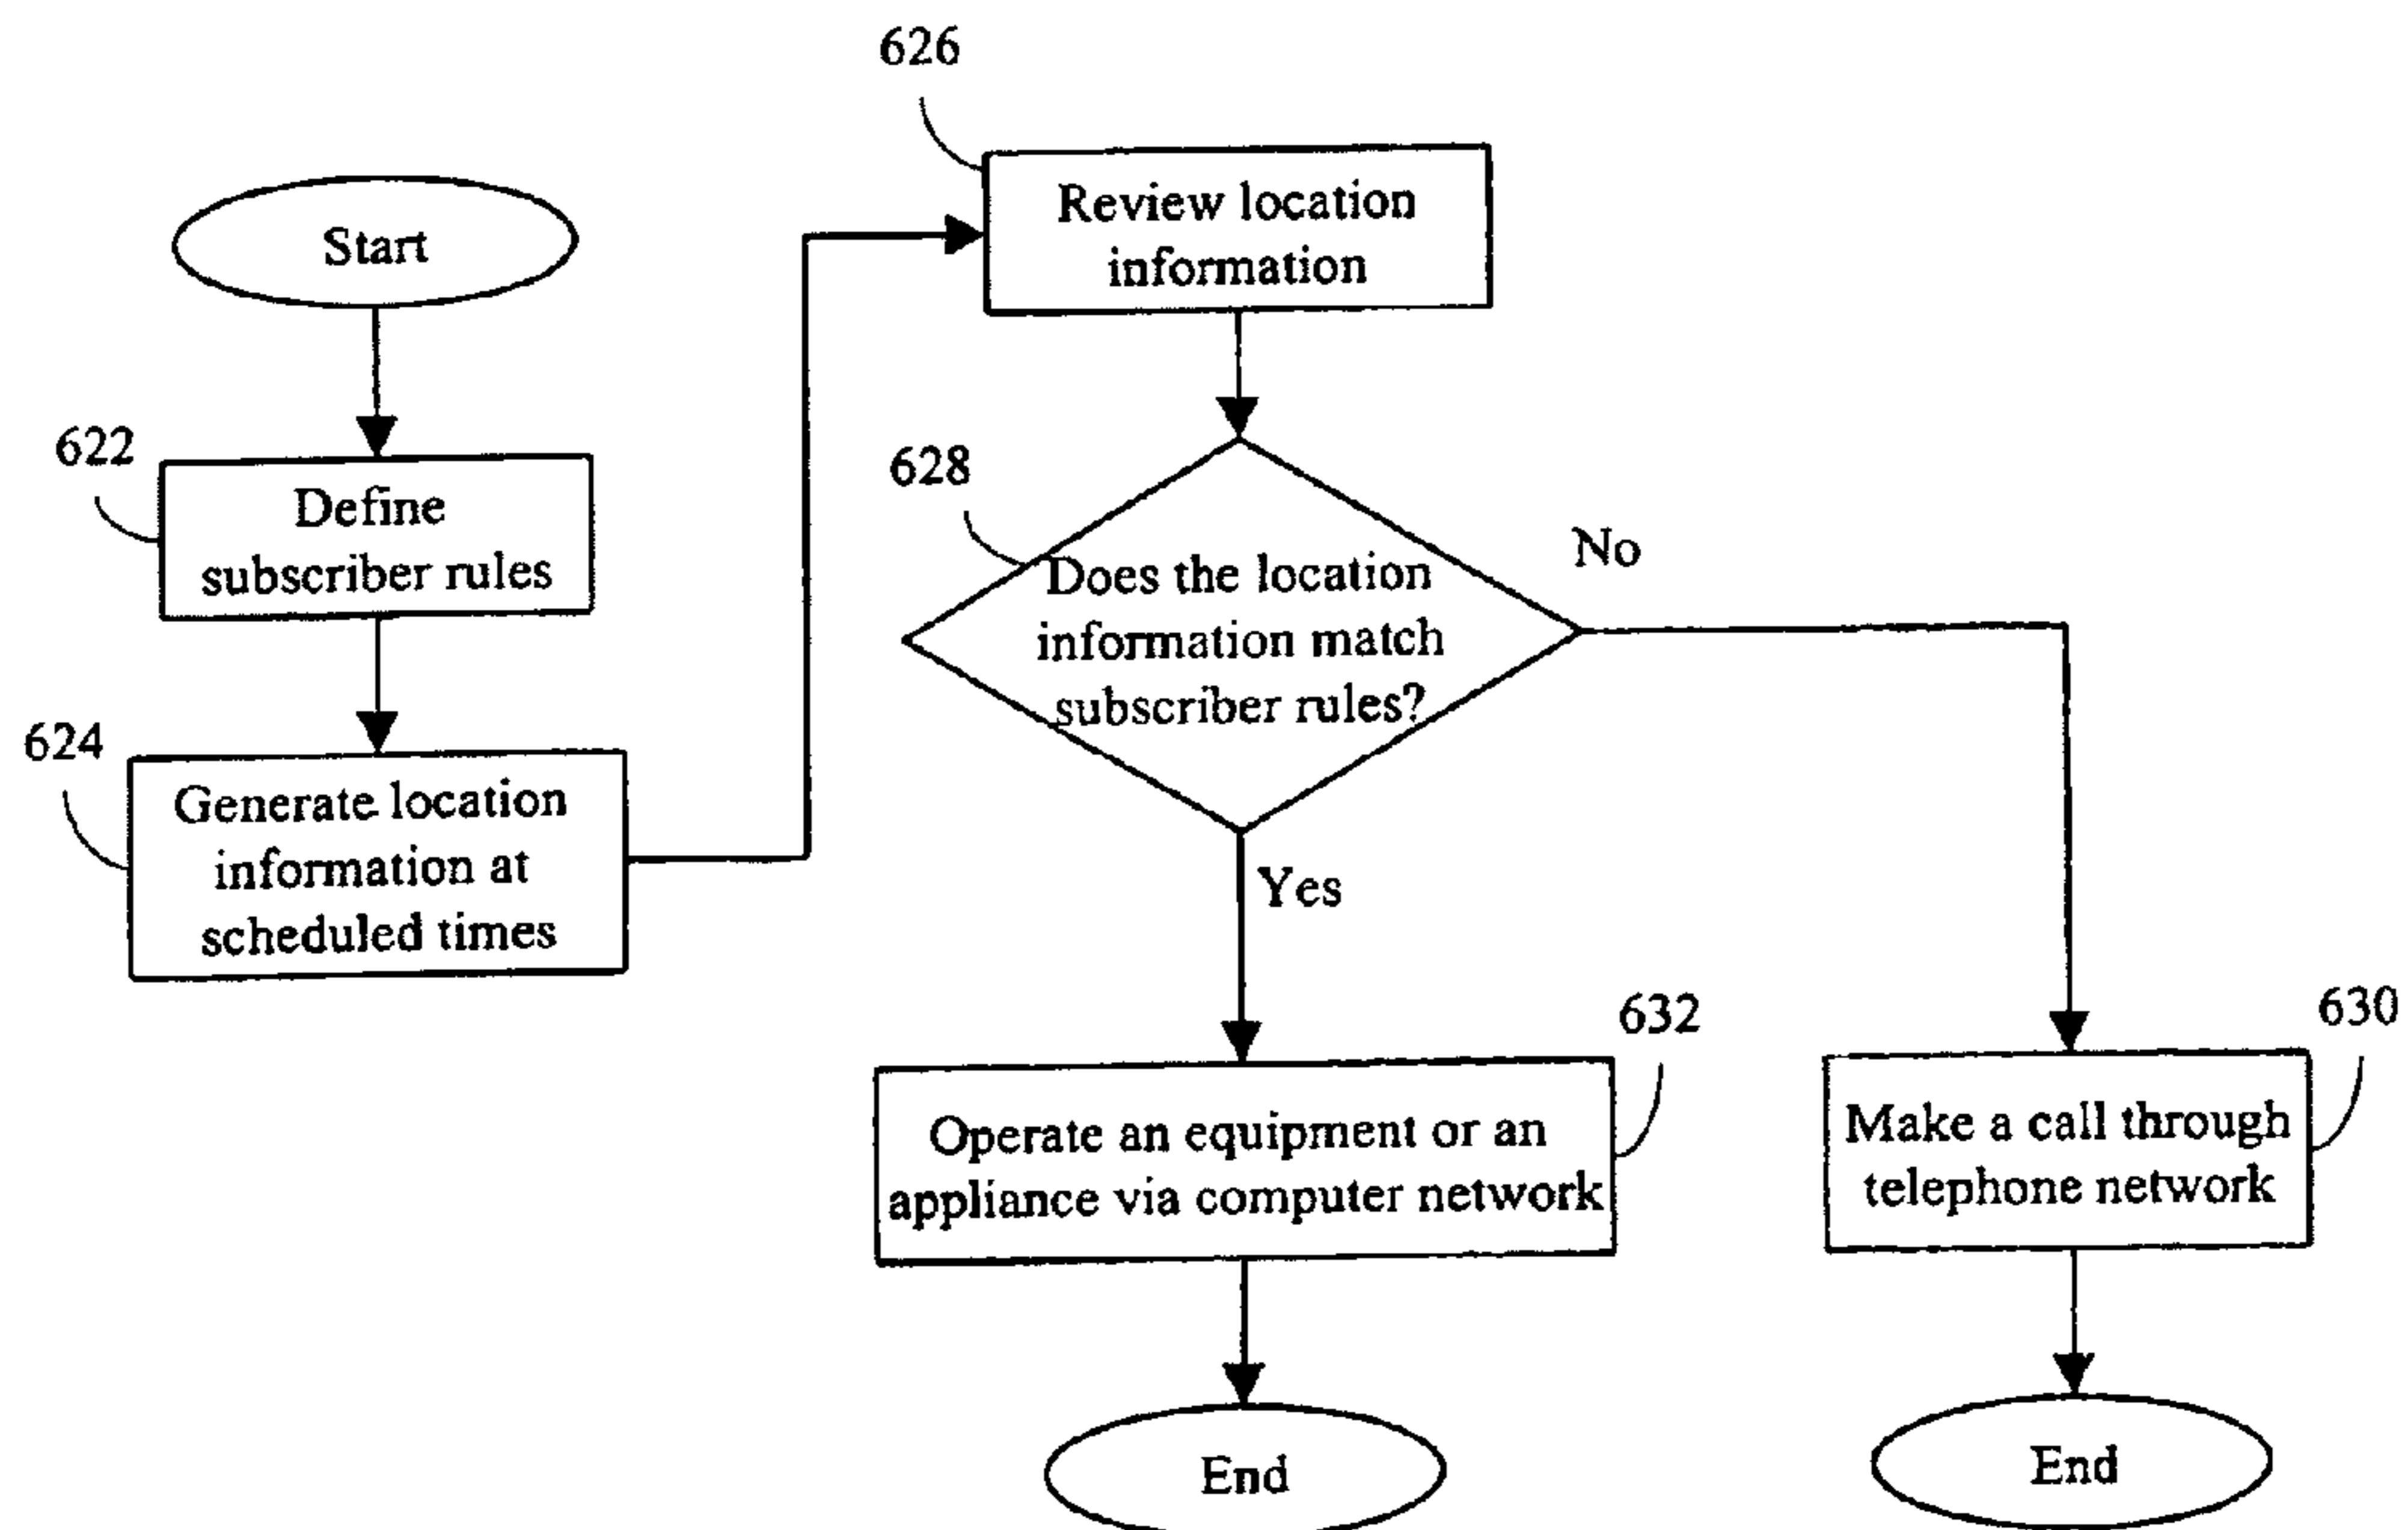 Start
622
Define
subscriber rules
624
Generate location
information at
scheduled times
626
Review location
information
628
Does the location
information match
subscriber rules?
No
Yes
632
Operate an equipment or an
appliance via computer network
End
630
Make a call through
telephone network
End